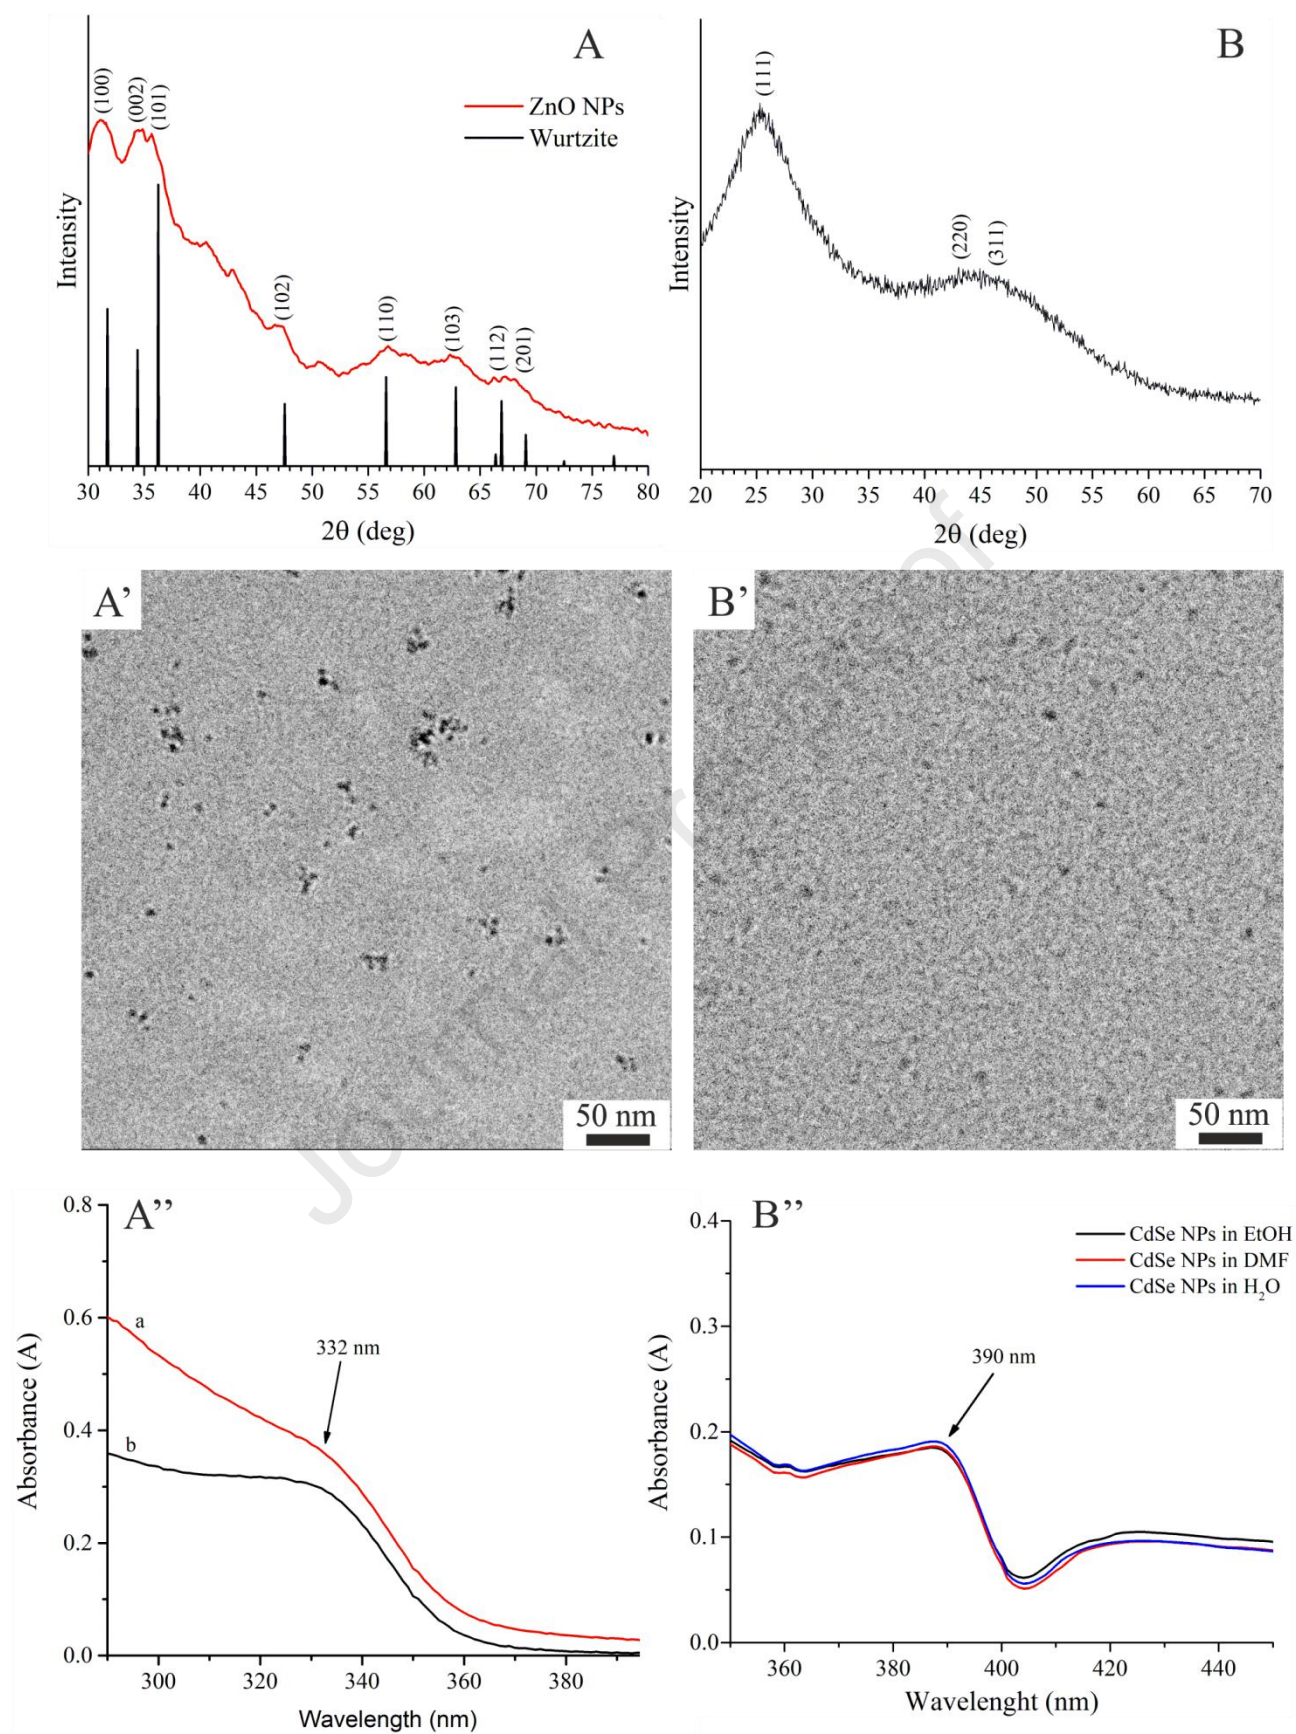 A
(100)
(002)
(101)
(102)
(110)
(103)
(112)
(201)
ZnO NPs
Wurtzite
Intensity
30 35 40 45 50 55 60 65 70 75 80
2θ (deg)
B
(111)
(220)
(311)
Intensity
20 25 30 35 40 45 50 55 60 65 70
2θ (deg)
A’
50 nm
B’
50 nm
Journal Pre-proof
A’’
0.8
0.6
0.4
0.2
0.0
a
b
332 nm
Absorbance (A)
300 320 340 360 380
Wavelength (nm)
B’’
0.4
0.3
0.2
0.1
0.0
CdSe NPs in EtOH
CdSe NPs in DMF
CdSe NPs in H₂O
390 nm
Absorbance (A)
360 380 400 420 440
Wavelenght (nm)